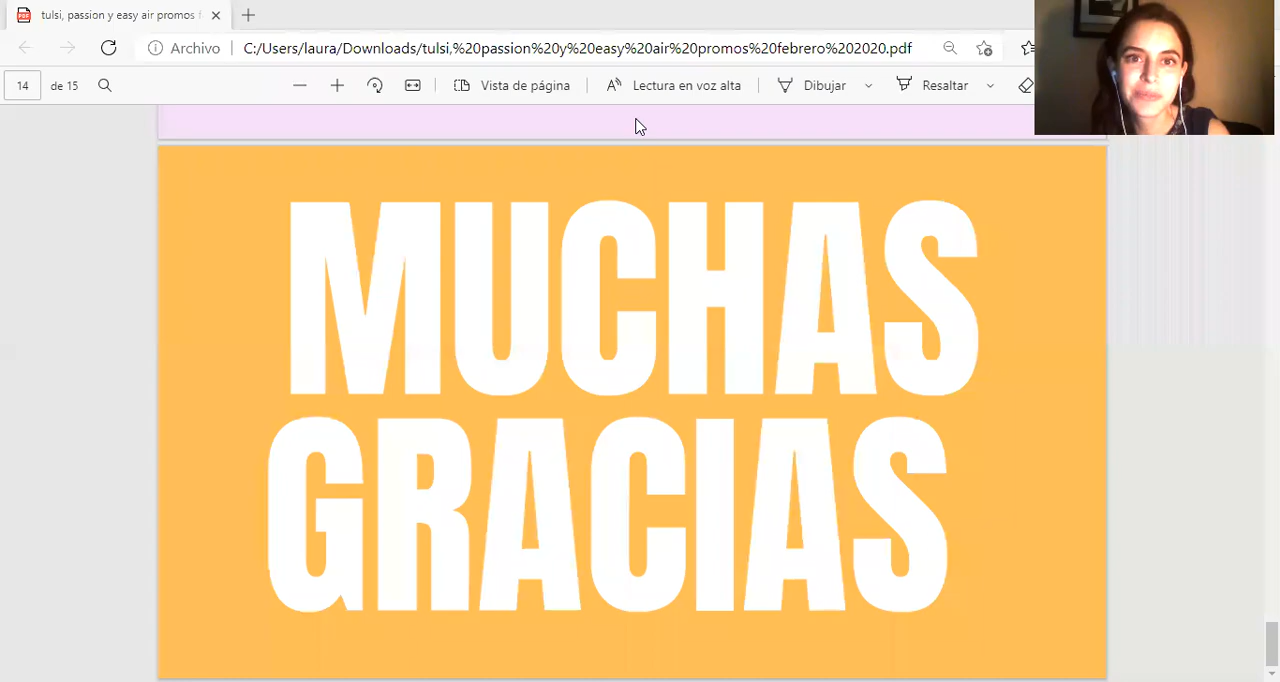 tulsi, passion y easy air promos f
Archivo
C:/Users/laura/Downloads/tulsi,%20passion%20y%20easy%20air%20promos%20febrero%202020.pdf
14 de 15
Vista de página
Lectura en voz alta
Dibujar
Resaltar
MUCHAS
GRACIAS